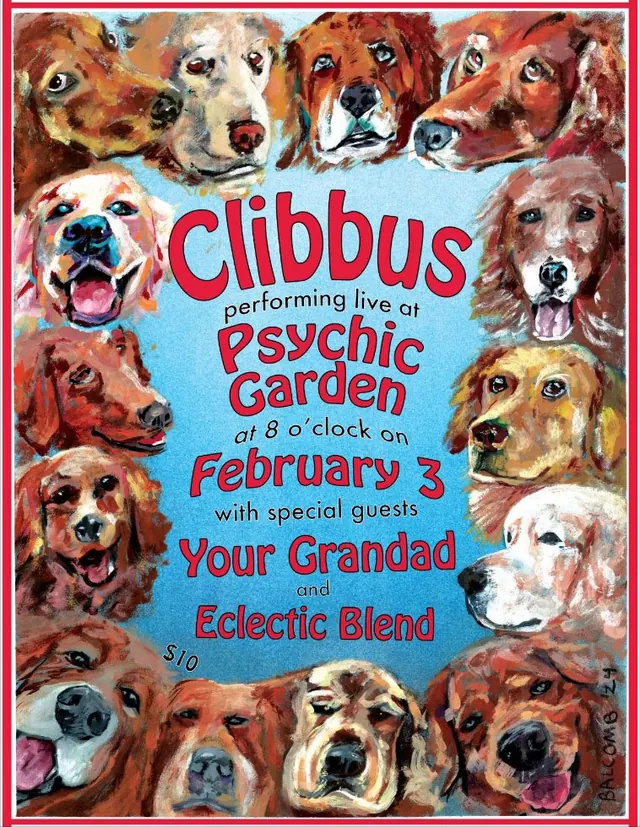 Clibbus
performing live at
Psychic
Garden
at 8 o'clock on
February 3
with special guests
Your Grandad
and
Eclectic Blend
$10
BALCOMB '24